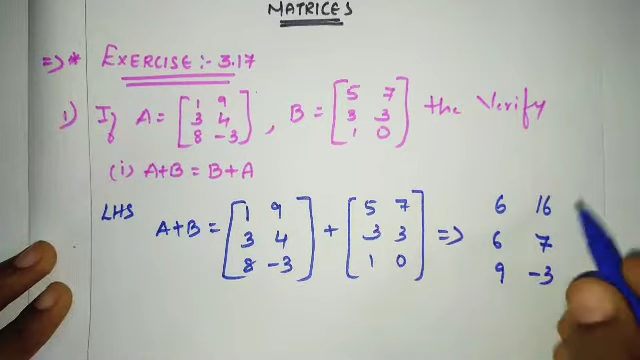 MATRICES
=> * EXERCISE :- 3.17
1) If A = [1 9 3 4 8 -3], B = [5 7 3 3 1 0] the Verify
(i) A+B = B+A
LHS A+B = [1 9 3 4 8 -3] + [5 7 3 3 1 0] => 6 16 6 7 9 -3